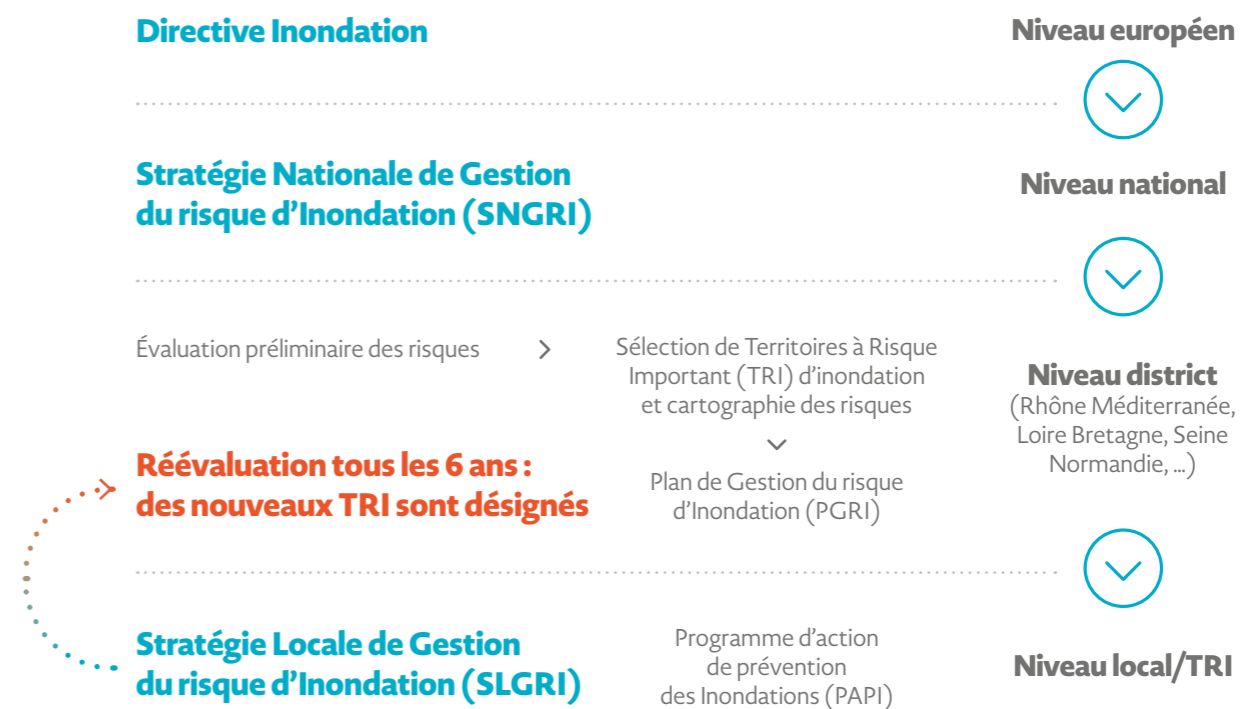 Directive Inondation
Niveau européen
Stratégie Nationale de Gestion
du risque d’Inondation (SNGRI)
Niveau national
Évaluation préliminaire des risques
Sélection de Territoires à Risque
Important (TRI) d’inondation
et cartographie des risques
Niveau district
(Rhône Méditerranée,
Loire Bretagne, Seine
Normandie, ...)
Réévaluation tous les 6 ans :
des nouveaux TRI sont désignés
Plan de Gestion du risque
d’Inondation (PGRI)
Stratégie Locale de Gestion
du risque d’Inondation (SLGRI)
Programme d’action
de prévention
des Inondations (PAPI)
Niveau local/TRI